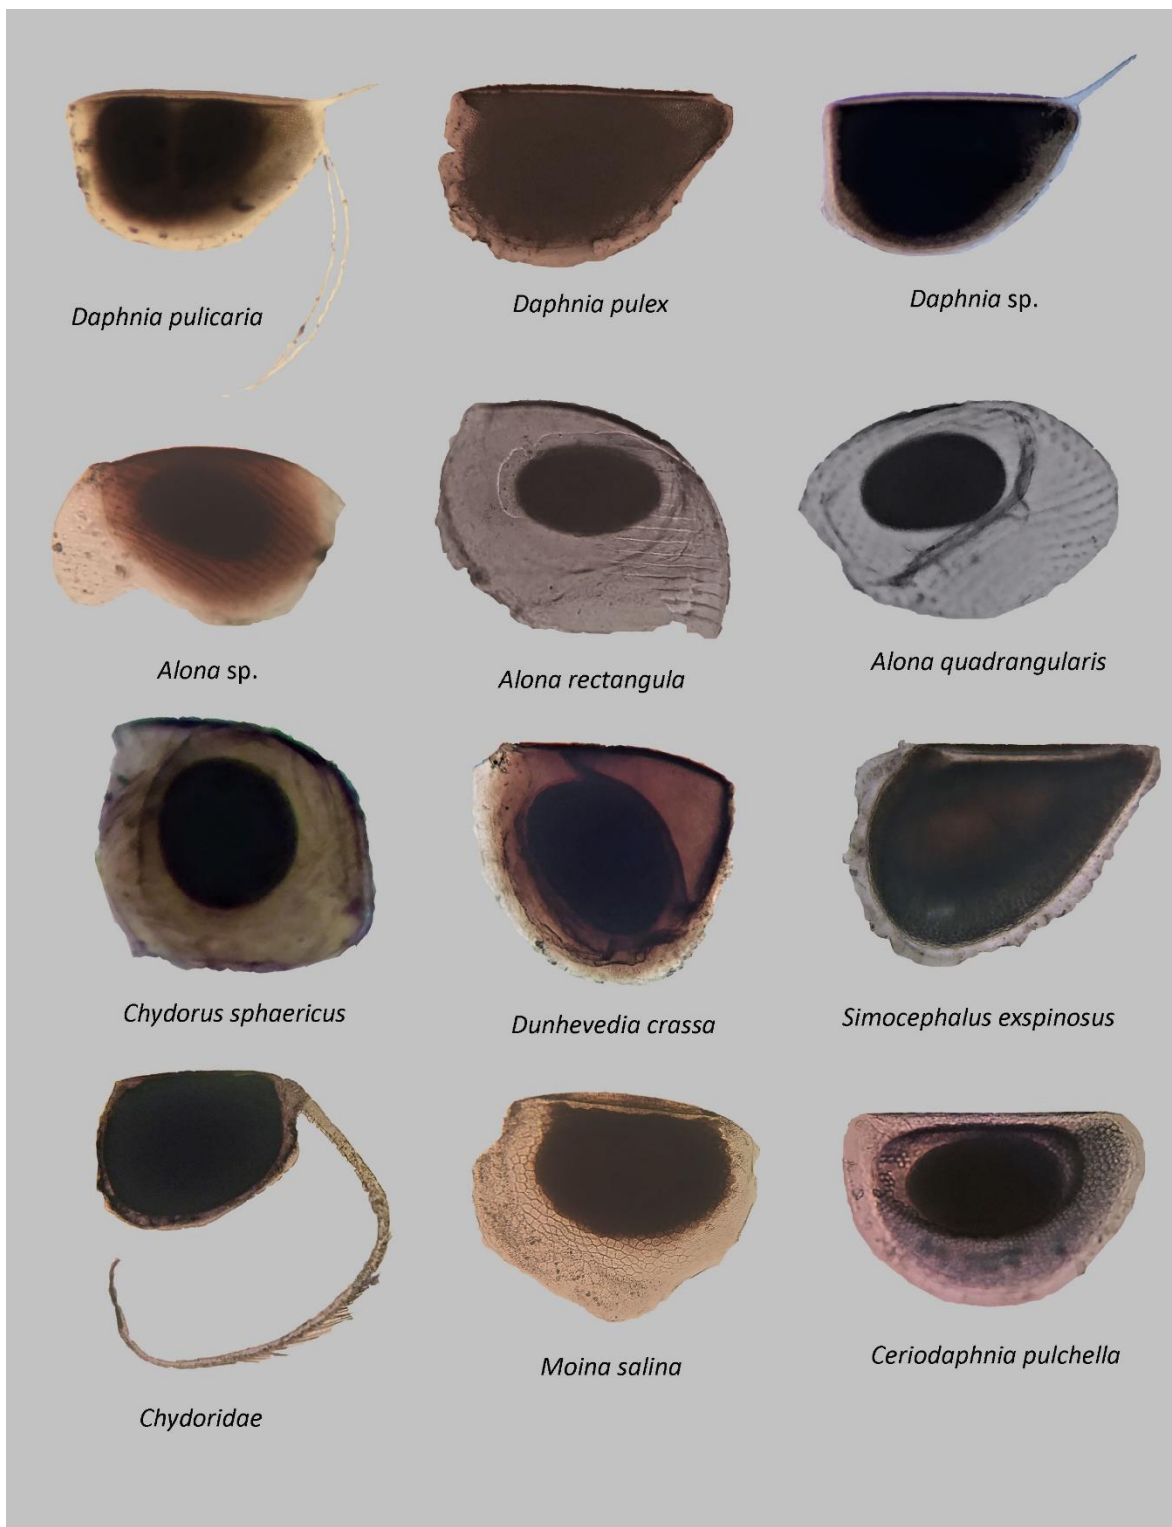 Daphnia pulicaria
Daphnia pulex
Daphnia sp.
Alona sp.
Alona rectangula
Alona quadrangularis
Chydorus sphaericus
Dunhevedia crassa
Simocephalus exspinosus
Chydoridae
Moina salina
Ceriodaphnia pulchella